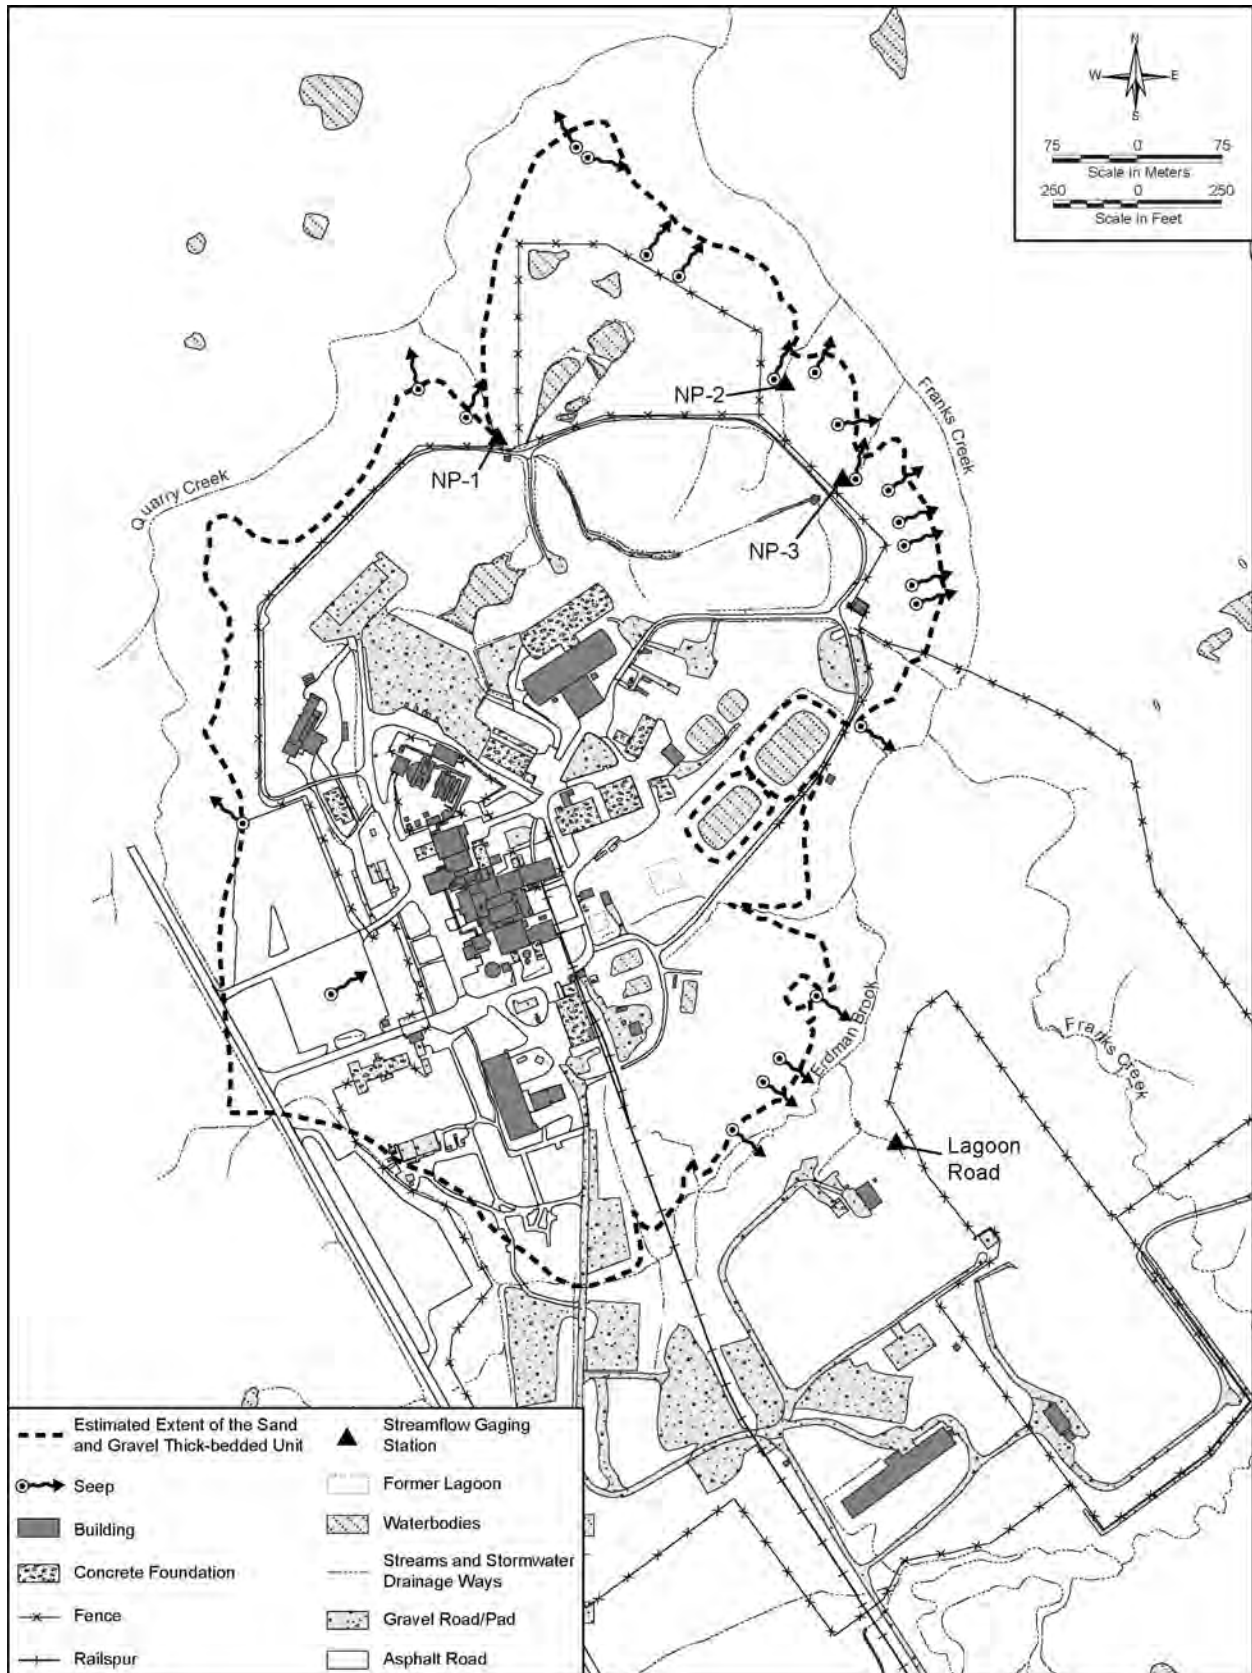 N
W E
S
75 0 75
Scale in Meters
250 0 250
Scale in Feet
NP-2
Franks Creek
NP-1
Quarry Creek
NP-3
Erdman Brook
Franks Creek
Lagoon
Road
Estimated Extent of the Sand
and Gravel Thick-bedded Unit
Seep
Building
Concrete Foundation
Fence
Railspur
Streamflow Gaging
Station
Former Lagoon
Waterbodies
Streams and Stormwater
Drainage Ways
Gravel Road/Pad
Asphalt Road